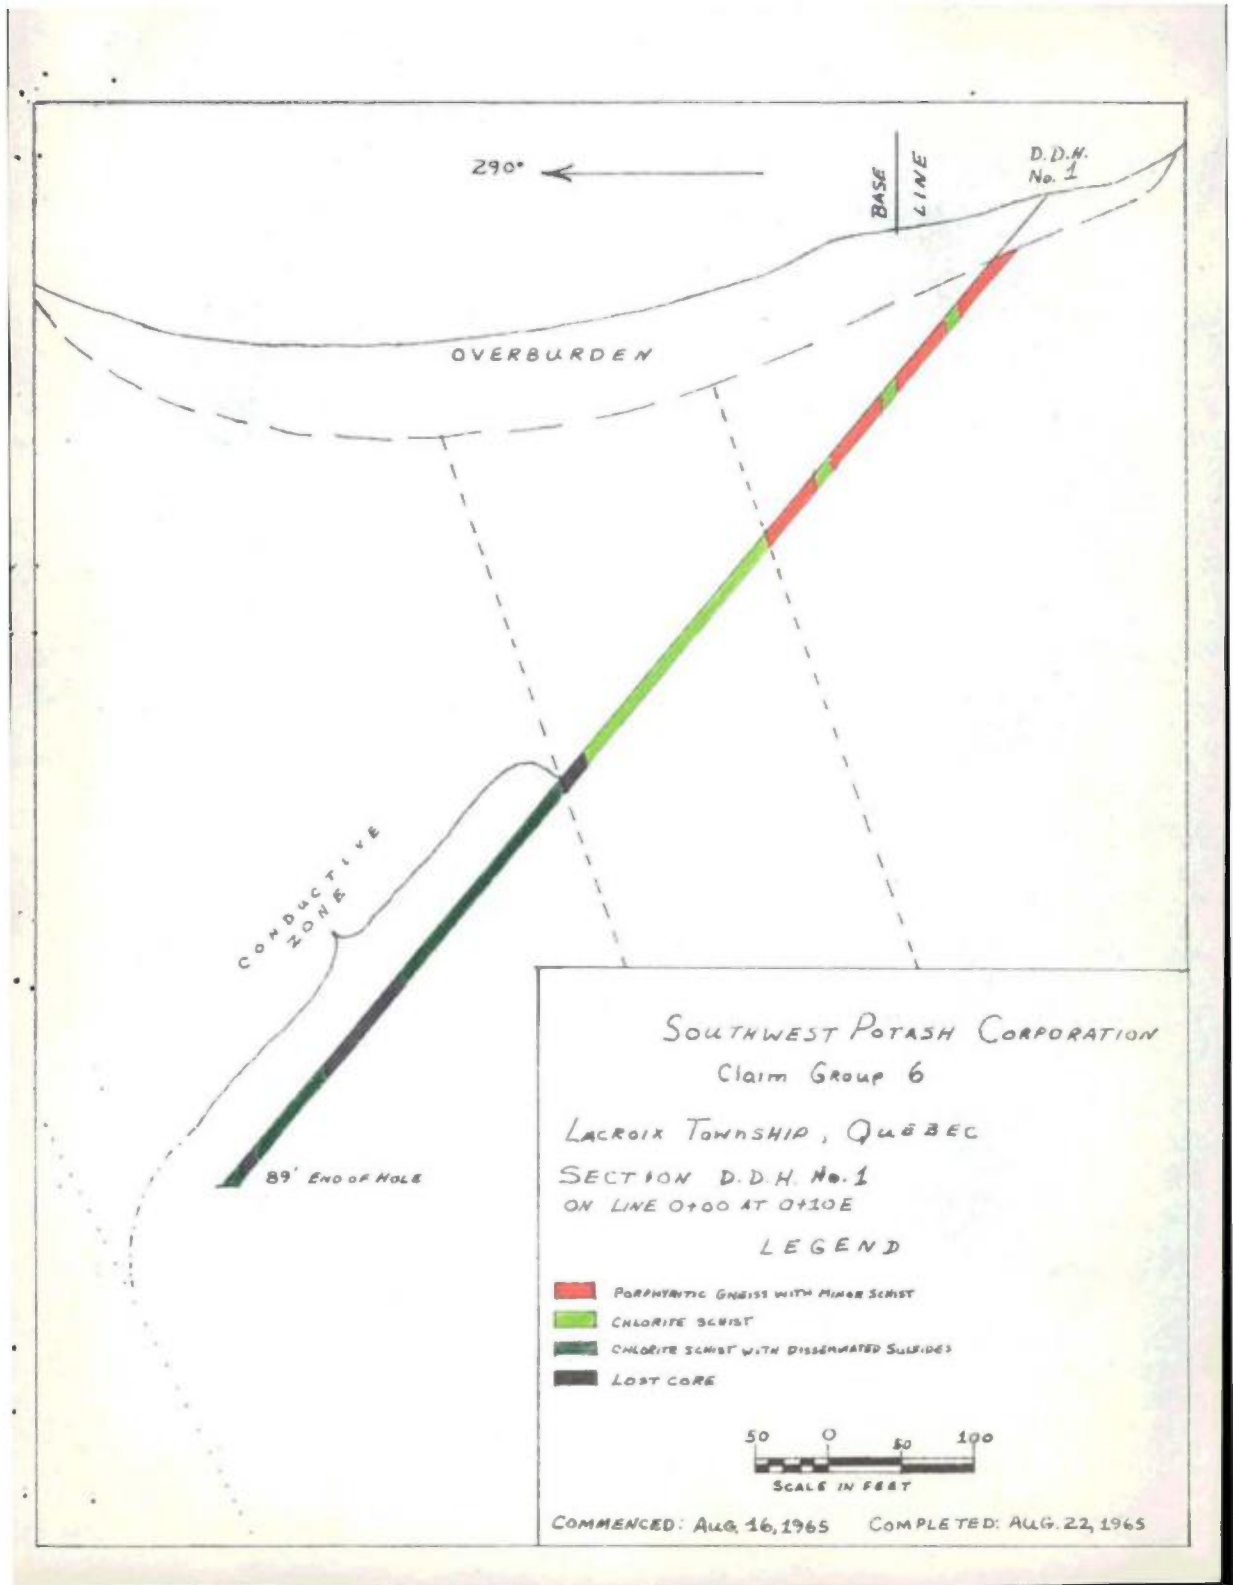 290°
BASE
LINE
D.D.H.
No. 1
OVERBURDEN
CONDUCTIVE
ZONE
89' END OF HOLE
SOUTHWEST POTASH CORPORATION
Claim GROUP 6
LACROIX TOWNSHIP, QUEBEC
SECTION D.D.H. No. 1
ON LINE 0+00 AT 0+10E
LEGEND
PORPHYRITIC GNEISS WITH MINOR SCHIST
CHLORITE SCHIST
CHLORITE SCHIST WITH DISSEMINATED SULFIDES
LOST CORE
50 0 50 100
SCALE IN FEET
COMMENCED: AUG. 16, 1965 COMPLETED: AUG. 22, 1965